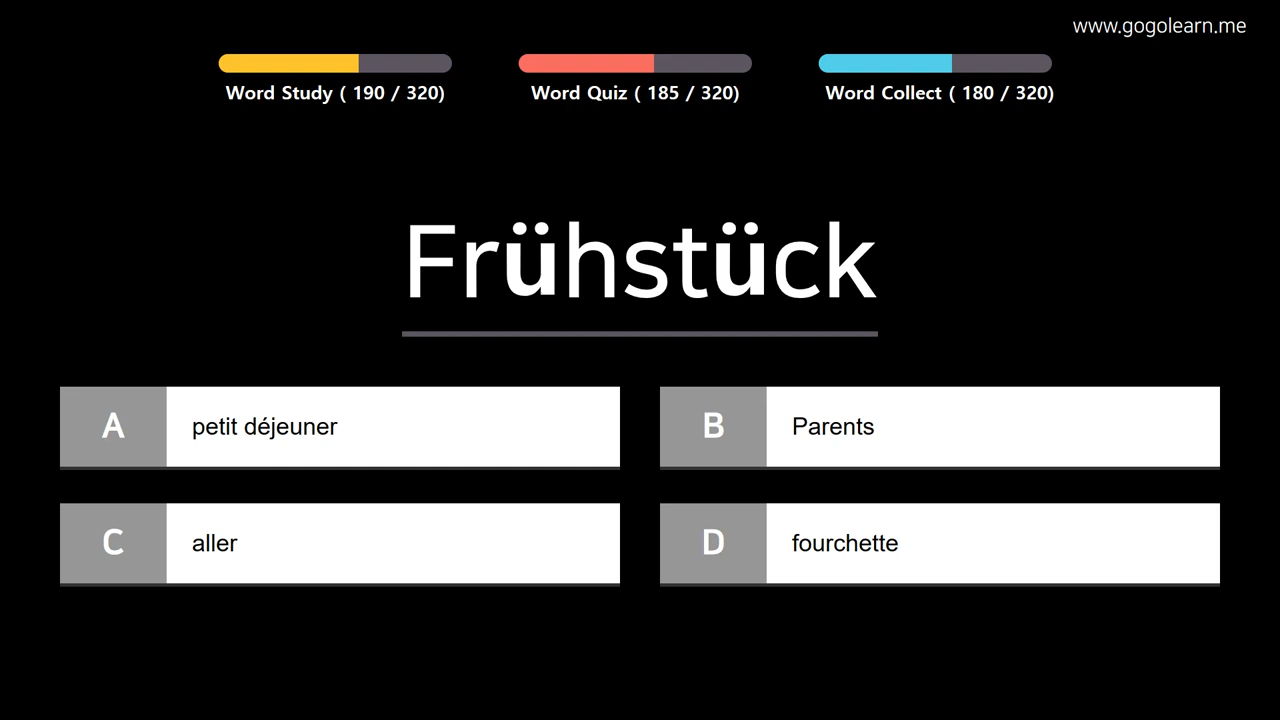 www.gogolearn.me
Word Study ( 190 / 320)
Word Quiz ( 185 / 320)
Word Collect ( 180 / 320)
Frühstück
A petit déjeuner
B Parents
C aller
D fourchette